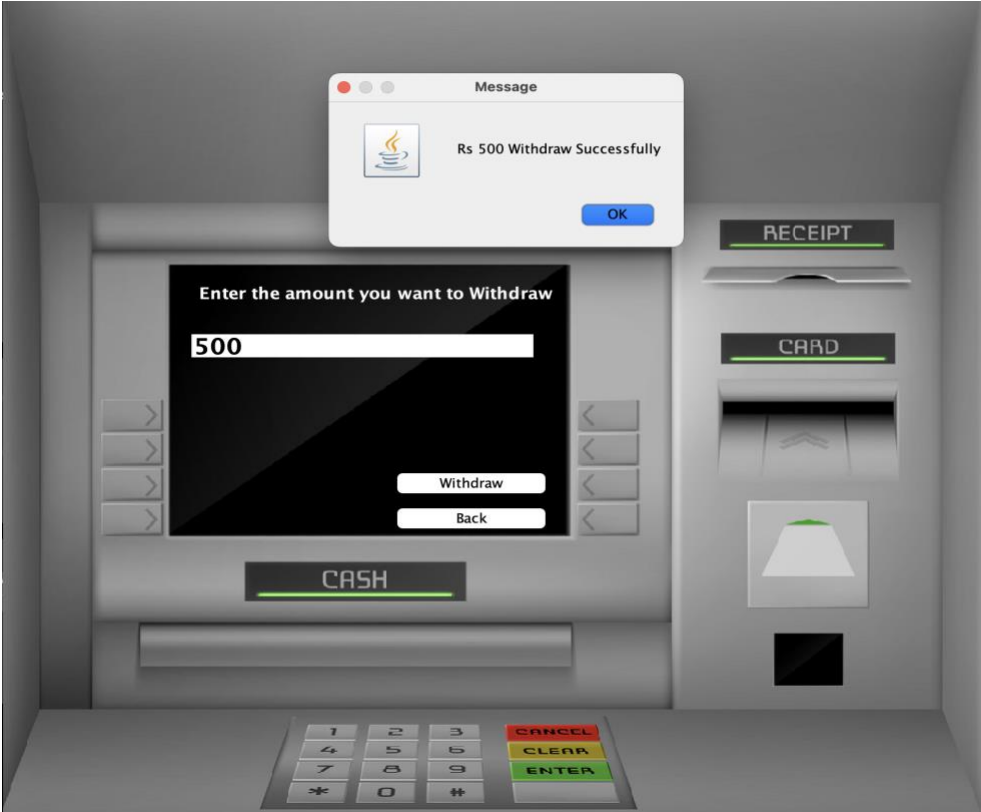 Message
Rs 500 Withdraw Successfully
OK
RECEIPT
Enter the amount you want to Withdraw
500
CARD
Withdraw
Back
CASH
1 2 3 CANCEL
4 5 6 CLEAR
7 8 9 ENTER
* 0 #